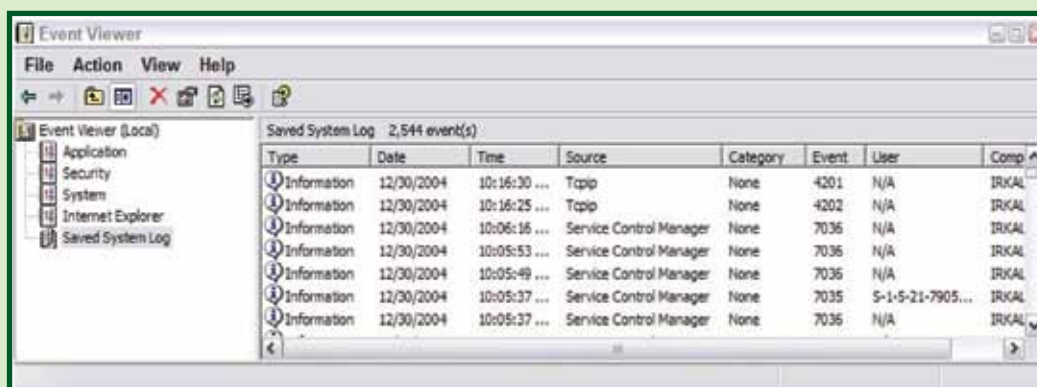 Event Viewer
File Action View Help
Event Viewer (Local)
Application
Security
System
Internet Explorer
Saved System Log
Saved System Log 2,544 event(s)
Type Date Time Source Category Event User Comp
Information 12/30/2004 10:16:30 ... Tcpip None 4201 N/A IRKAL
Information 12/30/2004 10:16:25 ... Tcpip None 4202 N/A IRKAL
Information 12/30/2004 10:06:16 ... Service Control Manager None 7036 N/A IRKAL
Information 12/30/2004 10:05:53 ... Service Control Manager None 7036 N/A IRKAL
Information 12/30/2004 10:05:49 ... Service Control Manager None 7036 N/A IRKAL
Information 12/30/2004 10:05:37 ... Service Control Manager None 7035 S-1-5-21-7905... IRKAL
Information 12/30/2004 10:05:37 ... Service Control Manager None 7036 N/A IRKAL